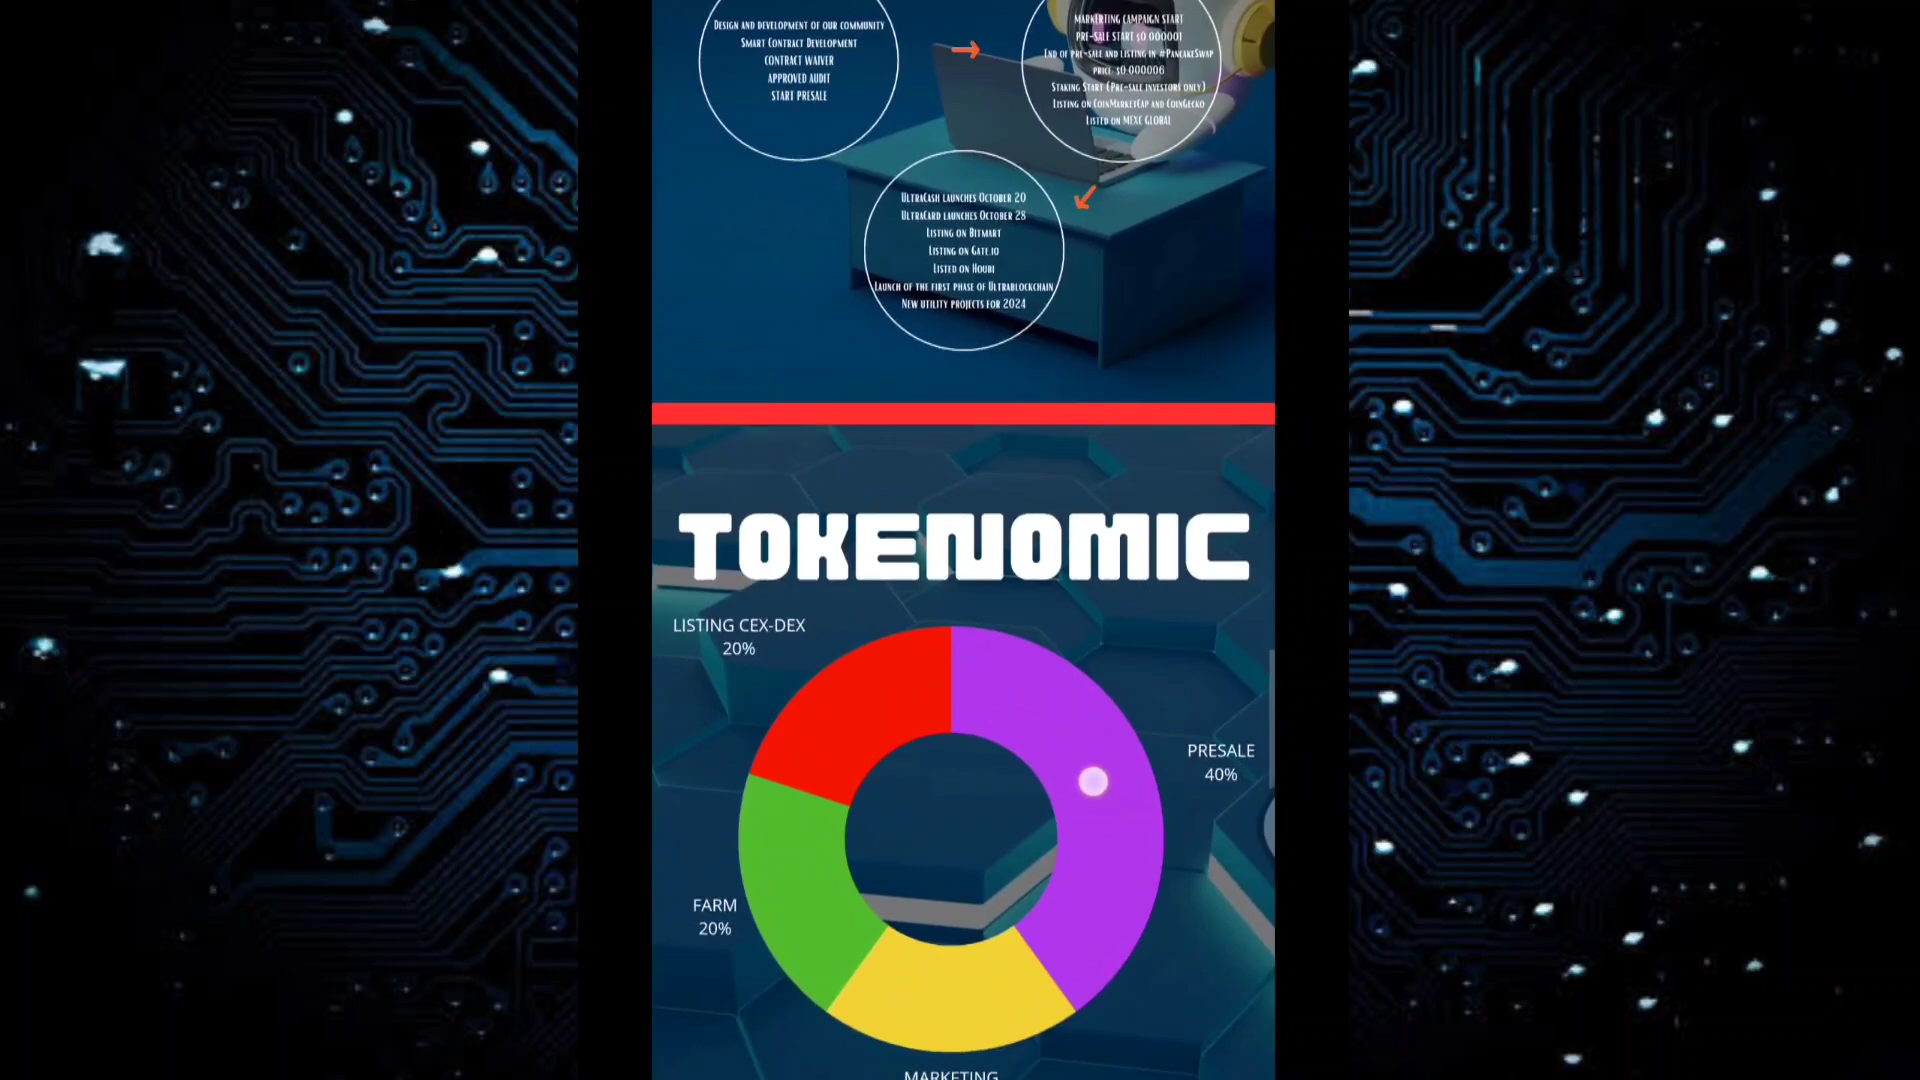 DESIGN AND DEVELOPMENT OF OUR COMMUNITY
SMART CONTRACT DEVELOPMENT
CONTRACT WAIVER
APPROVED AUDIT
START PRESALE
MARKERTING CAMPAIGN START
PRE-SALE START $0 000001
END OF PRE-SALE AND LISTING IN #PANCAKESWAP
PRICE: $0 000006
STAKING START (PRE-SALE INVESTORS ONLY)
LISTING ON COINMARKETCAP AND COINGECKO
LISTED ON MEXC GLOBAL
ULTRACASH LAUNCHES OCTOBER 20
ULTRACARD LAUNCHES OCTOBER 28
LISTING ON BITMART
LISTING ON GATE.IO
LISTED ON HOUBI
LAUNCH OF THE FIRST PHASE OF ULTRABLOCKCHAIN
NEW UTILITY PROJECTS FOR 2024
TOKENOMIC
LISTING CEX-DEX
20%
PRESALE
40%
FARM
20%
MARKETING